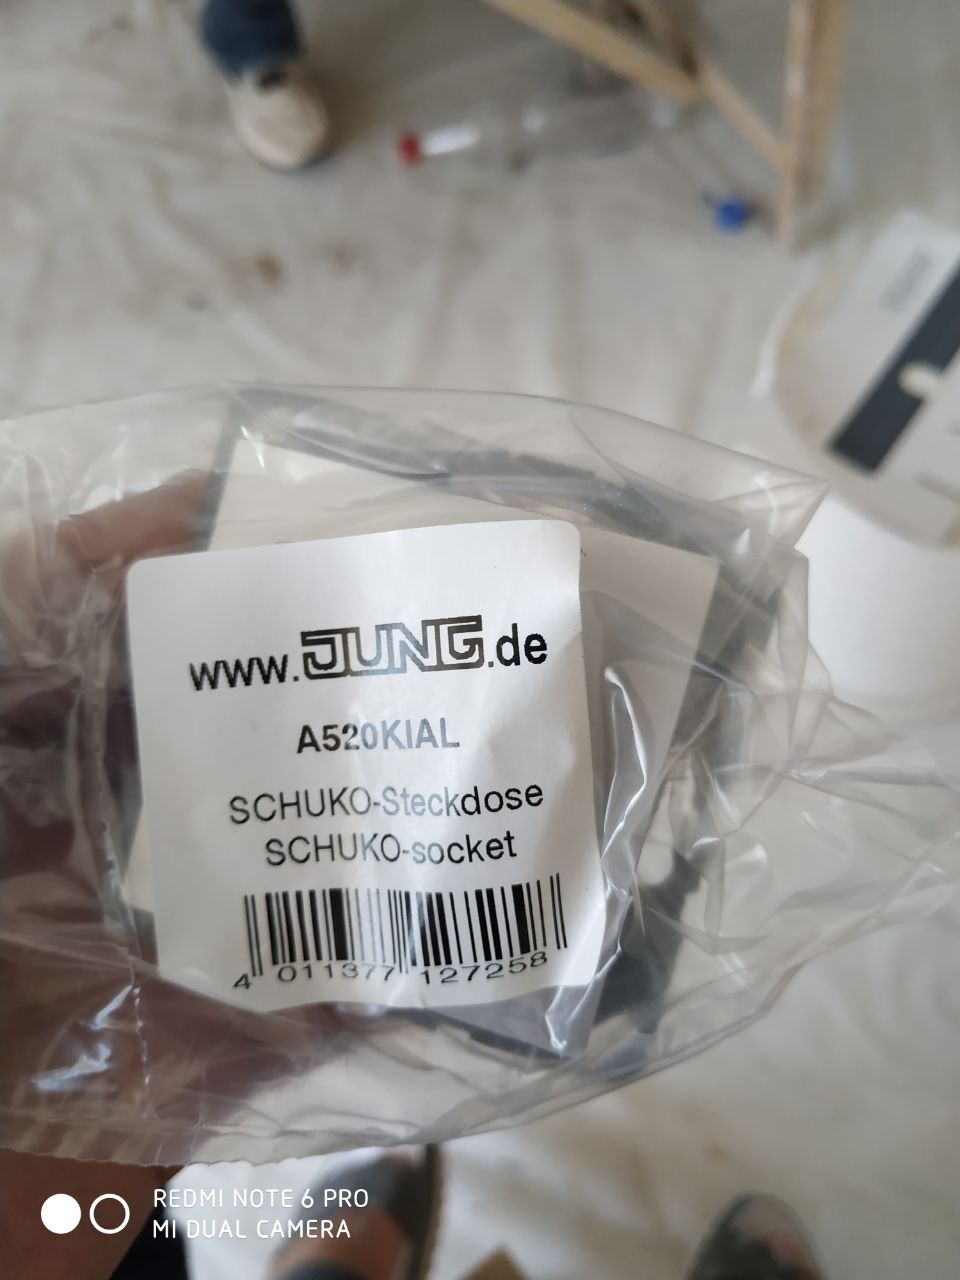 www.JUNG.de
A520KIAL
SCHUKO-Steckdose
SCHUKO-socket
4 011377 127258
REDMI NOTE 6 PRO
MI DUAL CAMERA